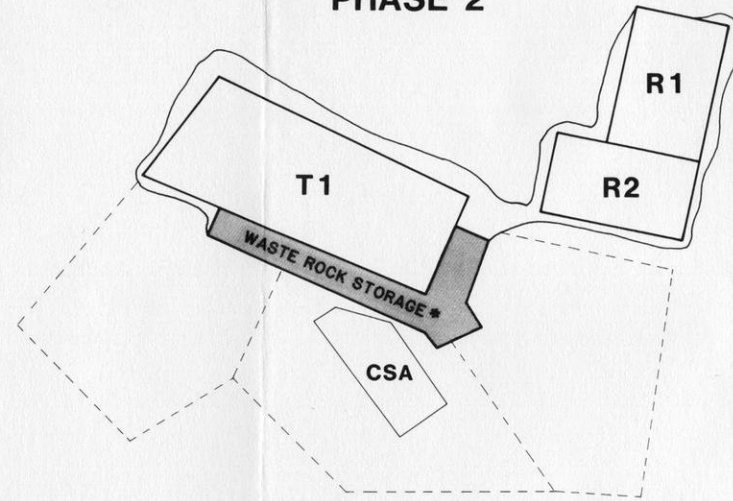 PHASE 2
R1
R2
T1
WASTE ROCK STORAGE *
CSA